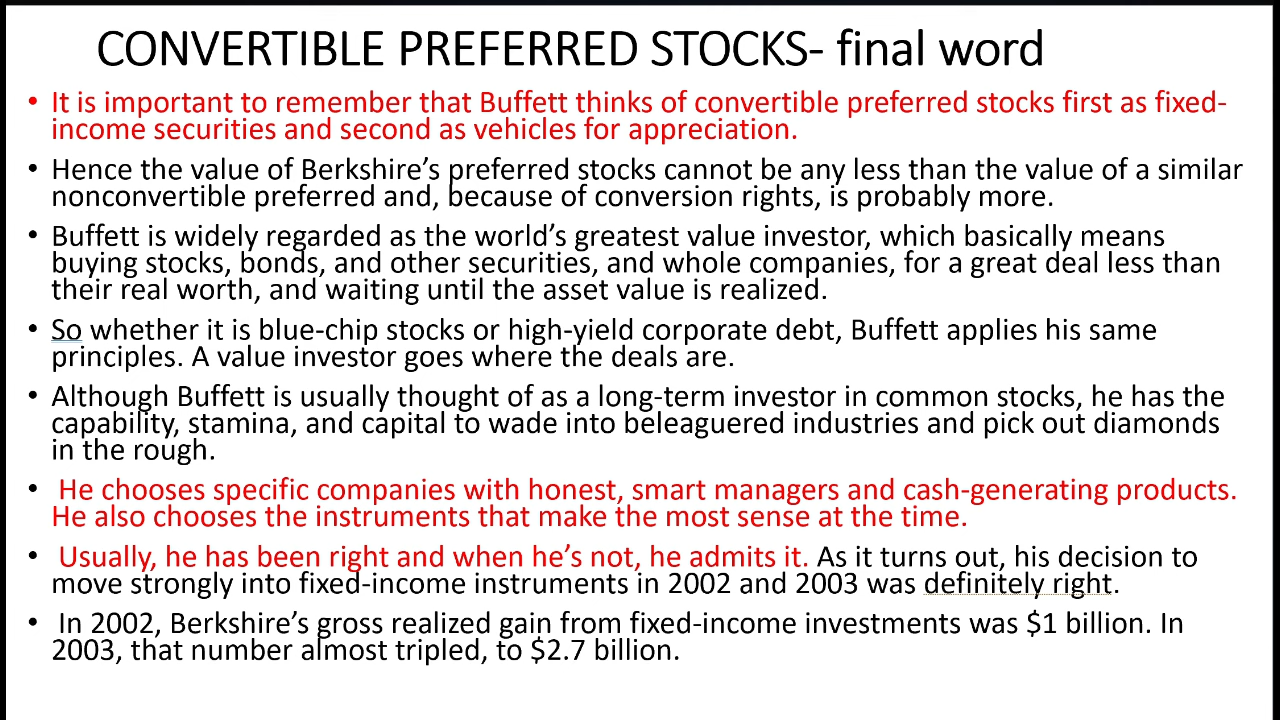 CONVERTIBLE PREFERRED STOCKS- final word
• It is important to remember that Buffett thinks of convertible preferred stocks first as fixed-
income securities and second as vehicles for appreciation.
• Hence the value of Berkshire’s preferred stocks cannot be any less than the value of a similar
nonconvertible preferred and, because of conversion rights, is probably more.
• Buffett is widely regarded as the world’s greatest value investor, which basically means
buying stocks, bonds, and other securities, and whole companies, for a great deal less than
their real worth, and waiting until the asset value is realized.
• So whether it is blue-chip stocks or high-yield corporate debt, Buffett applies his same
principles. A value investor goes where the deals are.
• Although Buffett is usually thought of as a long-term investor in common stocks, he has the
capability, stamina, and capital to wade into beleaguered industries and pick out diamonds
in the rough.
• He chooses specific companies with honest, smart managers and cash-generating products.
He also chooses the instruments that make the most sense at the time.
• Usually, he has been right and when he’s not, he admits it. As it turns out, his decision to
move strongly into fixed-income instruments in 2002 and 2003 was definitely right.
• In 2002, Berkshire’s gross realized gain from fixed-income investments was $1 billion. In
2003, that number almost tripled, to $2.7 billion.